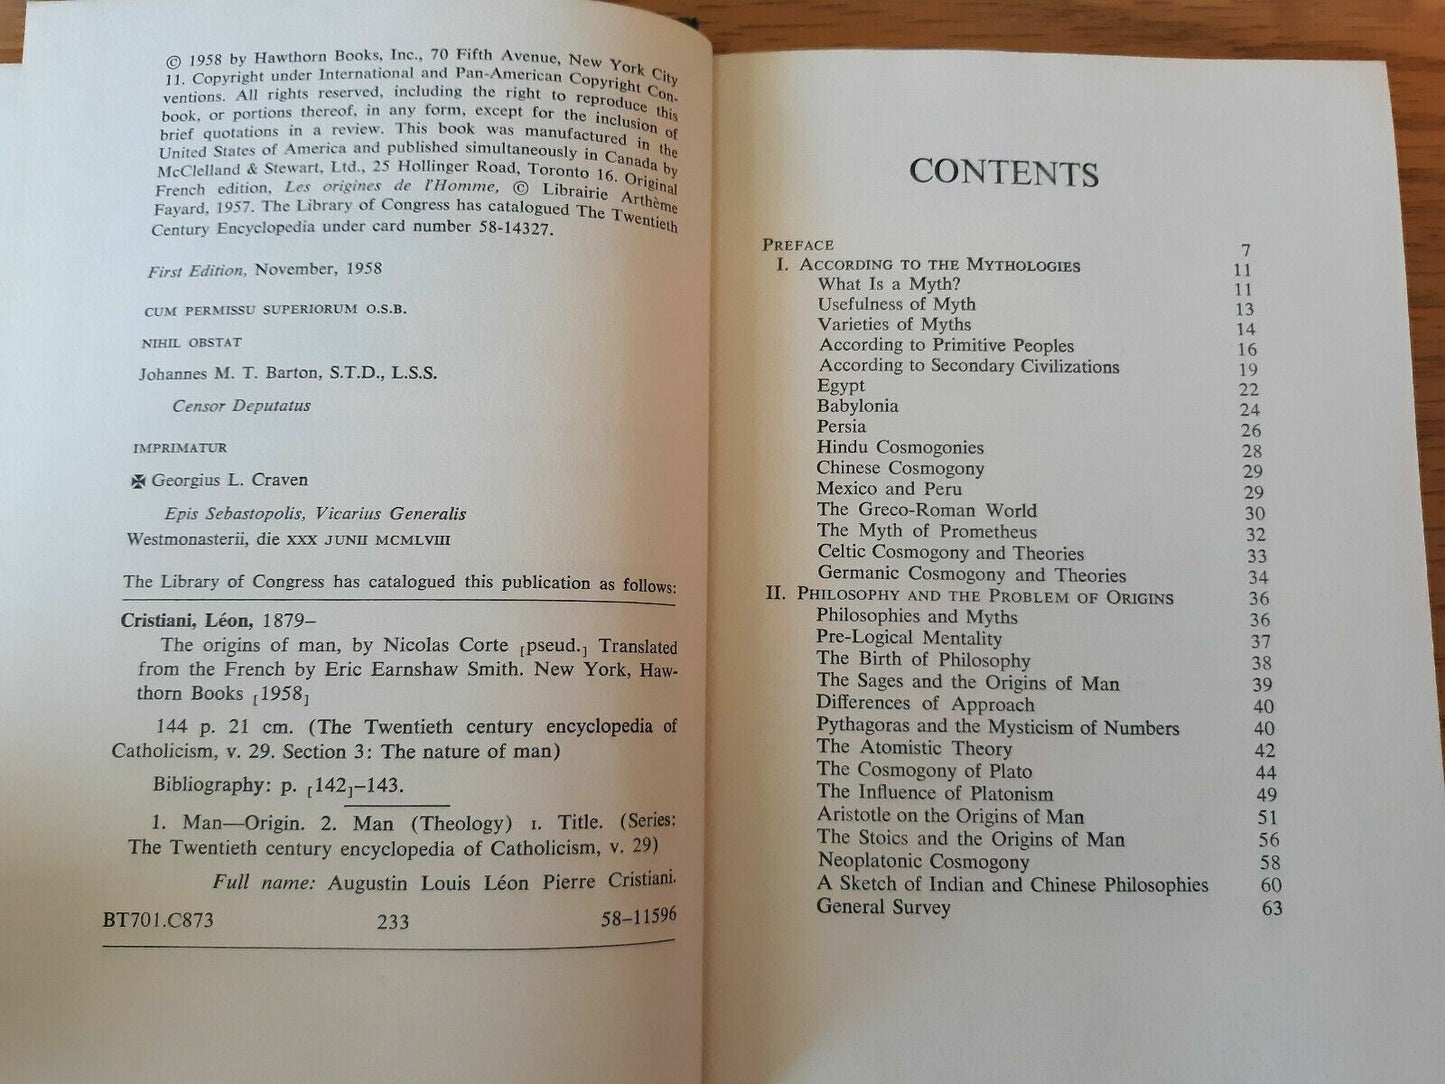 © 1958 by Hawthorn Books, Inc., 70 Fifth Avenue, New York City
11. Copyright under International and Pan-American Copyright Con-
ventions. All rights reserved, including the right to reproduce this
book, or portions thereof, in any form, except for the inclusion of
brief quotations in a review. This book was manufactured in the
United States of America and published simultaneously in Canada by
McClelland & Stewart, Ltd., 25 Hollinger Road, Toronto 16. Original
French edition, Les origines de l'Homme, © Librairie Arthème
Fayard, 1957. The Library of Congress has catalogued The Twentieth
Century Encyclopedia under card number 58-14327.
First Edition, November, 1958
CUM PERMISSU SUPERIORUM O.S.B.
NIHIL OBSTAT
Johannes M. T. Barton, S.T.D., L.S.S.
Censor Deputatus
IMPRIMATUR
✠ Georgius L. Craven
Epis Sebastopolis, Vicarius Generalis
Westmonasterii, die XXX JUNII MCMLVIII
The Library of Congress has catalogued this publication as follows:
Cristiani, Léon, 1879–
The origins of man, by Nicolas Corte [pseud.] Translated
from the French by Eric Earnshaw Smith. New York, Haw-
thorn Books [1958]
144 p. 21 cm. (The Twentieth century encyclopedia of
Catholicism, v. 29. Section 3: The nature of man)
Bibliography: p. [142]–143.
1. Man—Origin. 2. Man (Theology) I. Title. (Series:
The Twentieth century encyclopedia of Catholicism, v. 29)
Full name: Augustin Louis Léon Pierre Cristiani.
BT701.C873 233 58–11596
CONTENTS
PREFACE 7
I. ACCORDING TO THE MYTHOLOGIES 11
What Is a Myth? 11
Usefulness of Myth 13
Varieties of Myths 14
According to Primitive Peoples 16
According to Secondary Civilizations 19
Egypt 22
Babylonia 24
Persia 26
Hindu Cosmogonies 28
Chinese Cosmogony 29
Mexico and Peru 29
The Greco-Roman World 30
The Myth of Prometheus 32
Celtic Cosmogony and Theories 33
Germanic Cosmogony and Theories 34
II. PHILOSOPHY AND THE PROBLEM OF ORIGINS 36
Philosophies and Myths 36
Pre-Logical Mentality 37
The Birth of Philosophy 38
The Sages and the Origins of Man 39
Differences of Approach 40
Pythagoras and the Mysticism of Numbers 40
The Atomistic Theory 42
The Cosmogony of Plato 44
The Influence of Platonism 49
Aristotle on the Origins of Man 51
The Stoics and the Origins of Man 56
Neoplatonic Cosmogony 58
A Sketch of Indian and Chinese Philosophies 60
General Survey 63